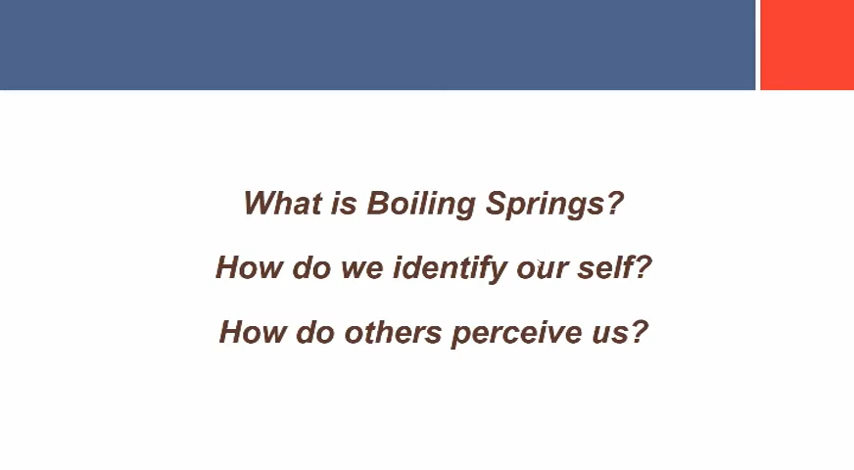 What is Boiling Springs?
How do we identify our self?
How do others perceive us?